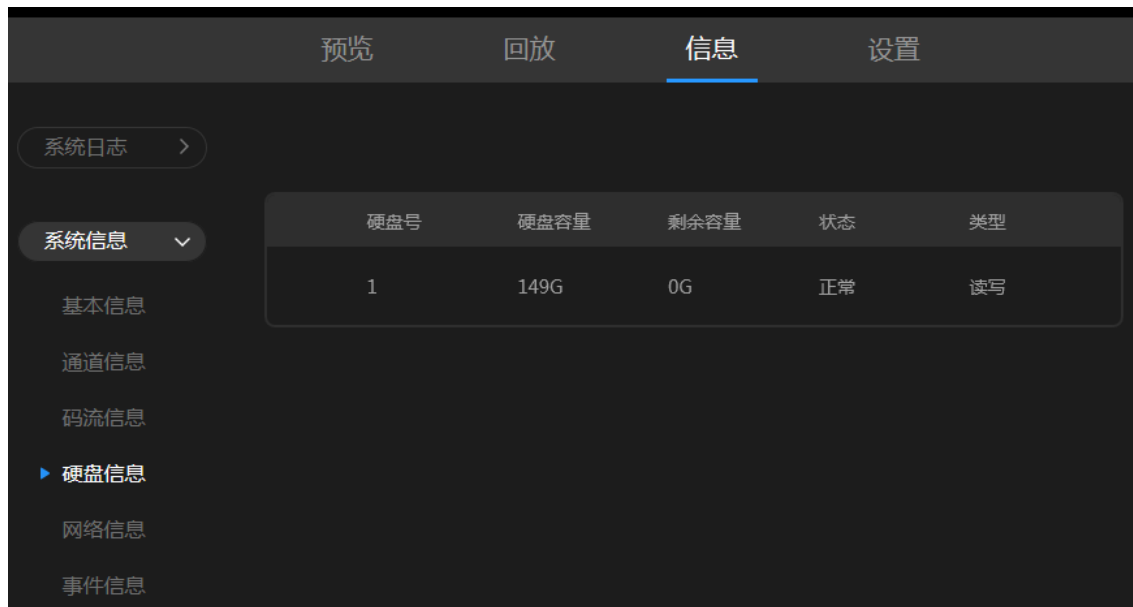 预览 回放 信息 设置
系统日志
系统信息
基本信息
通道信息
码流信息
硬盘信息
网络信息
事件信息
硬盘号 硬盘容量 剩余容量 状态 类型
1 149G 0G 正常 读写